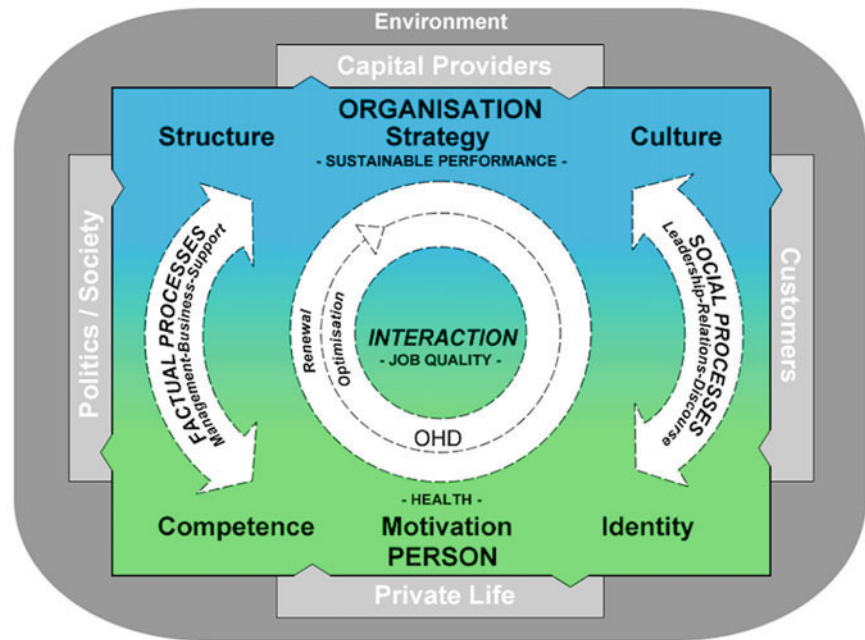 Environment
Capital Providers
ORGANISATION
Structure
Strategy
Culture
- SUSTAINABLE PERFORMANCE -
Politics / Society
FACTUAL PROCESSES
Management-Business-Support
Renewal
Optimisation
INTERACTION
- JOB QUALITY -
OHD
SOCIAL PROCESSES
Leadership-Relations-Discourse
Customers
- HEALTH -
Competence
Motivation
Identity
PERSON
Private Life